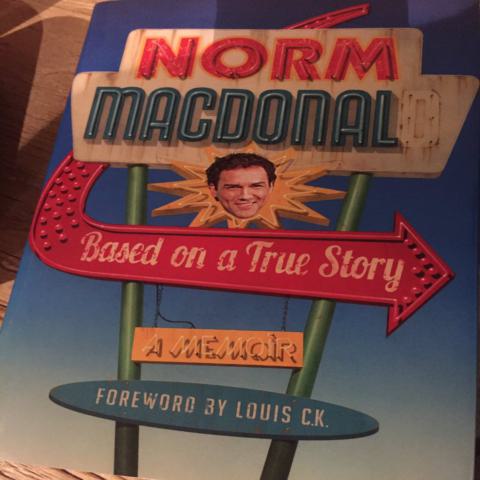 NORM
MACDONALD
Based on a True Story
A MEMOIR
FOREWORD BY LOUIS C.K.